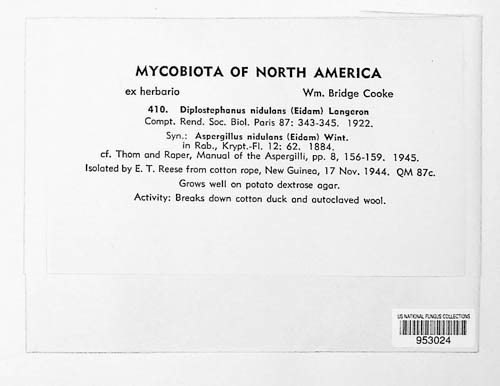 MYCOBIOTA OF NORTH AMERICA
ex herbario Wm. Bridge Cooke
410. Diplostephanus nidulans (Eidam) Langeron
Compt. Rend. Soc. Biol. Paris 87: 343-345. 1922.
Syn.: Aspergillus nidulans (Eidam) Wint.
in Rab., Krypt.-Fl. 12: 62. 1884.
cf. Thom and Raper, Manual of the Aspergilli, pp. 8, 156-159. 1945.
Isolated by E. T. Reese from cotton rope, New Guinea, 17 Nov. 1944. QM 87c.
Grows well on potato dextrose agar.
Activity: Breaks down cotton duck and autoclaved wool.
US NATIONAL FUNGUS COLLECTIONS
953024